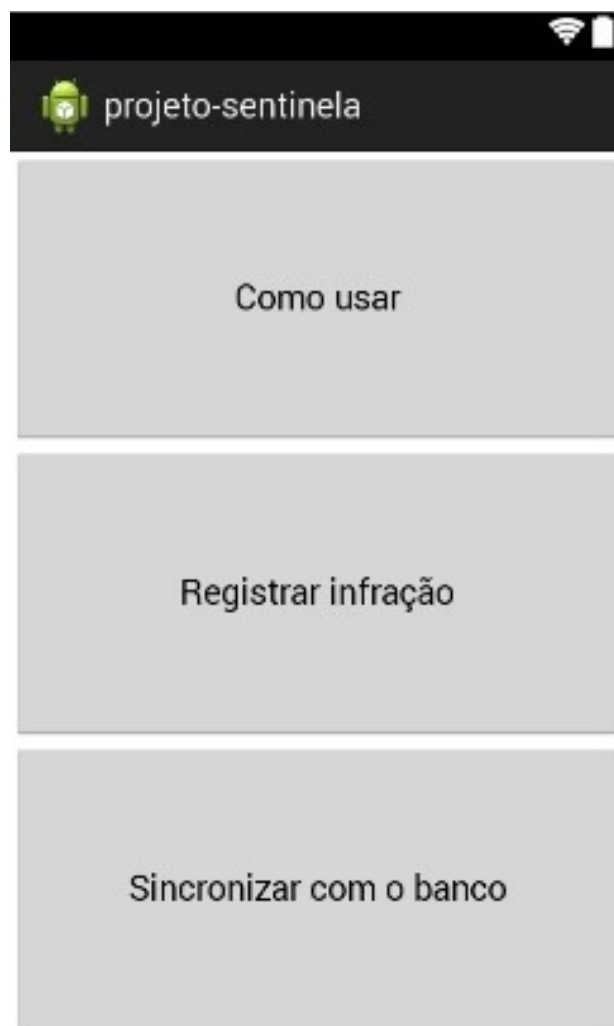 projeto-sentinela
Como usar
Registrar infração
Sincronizar com o banco